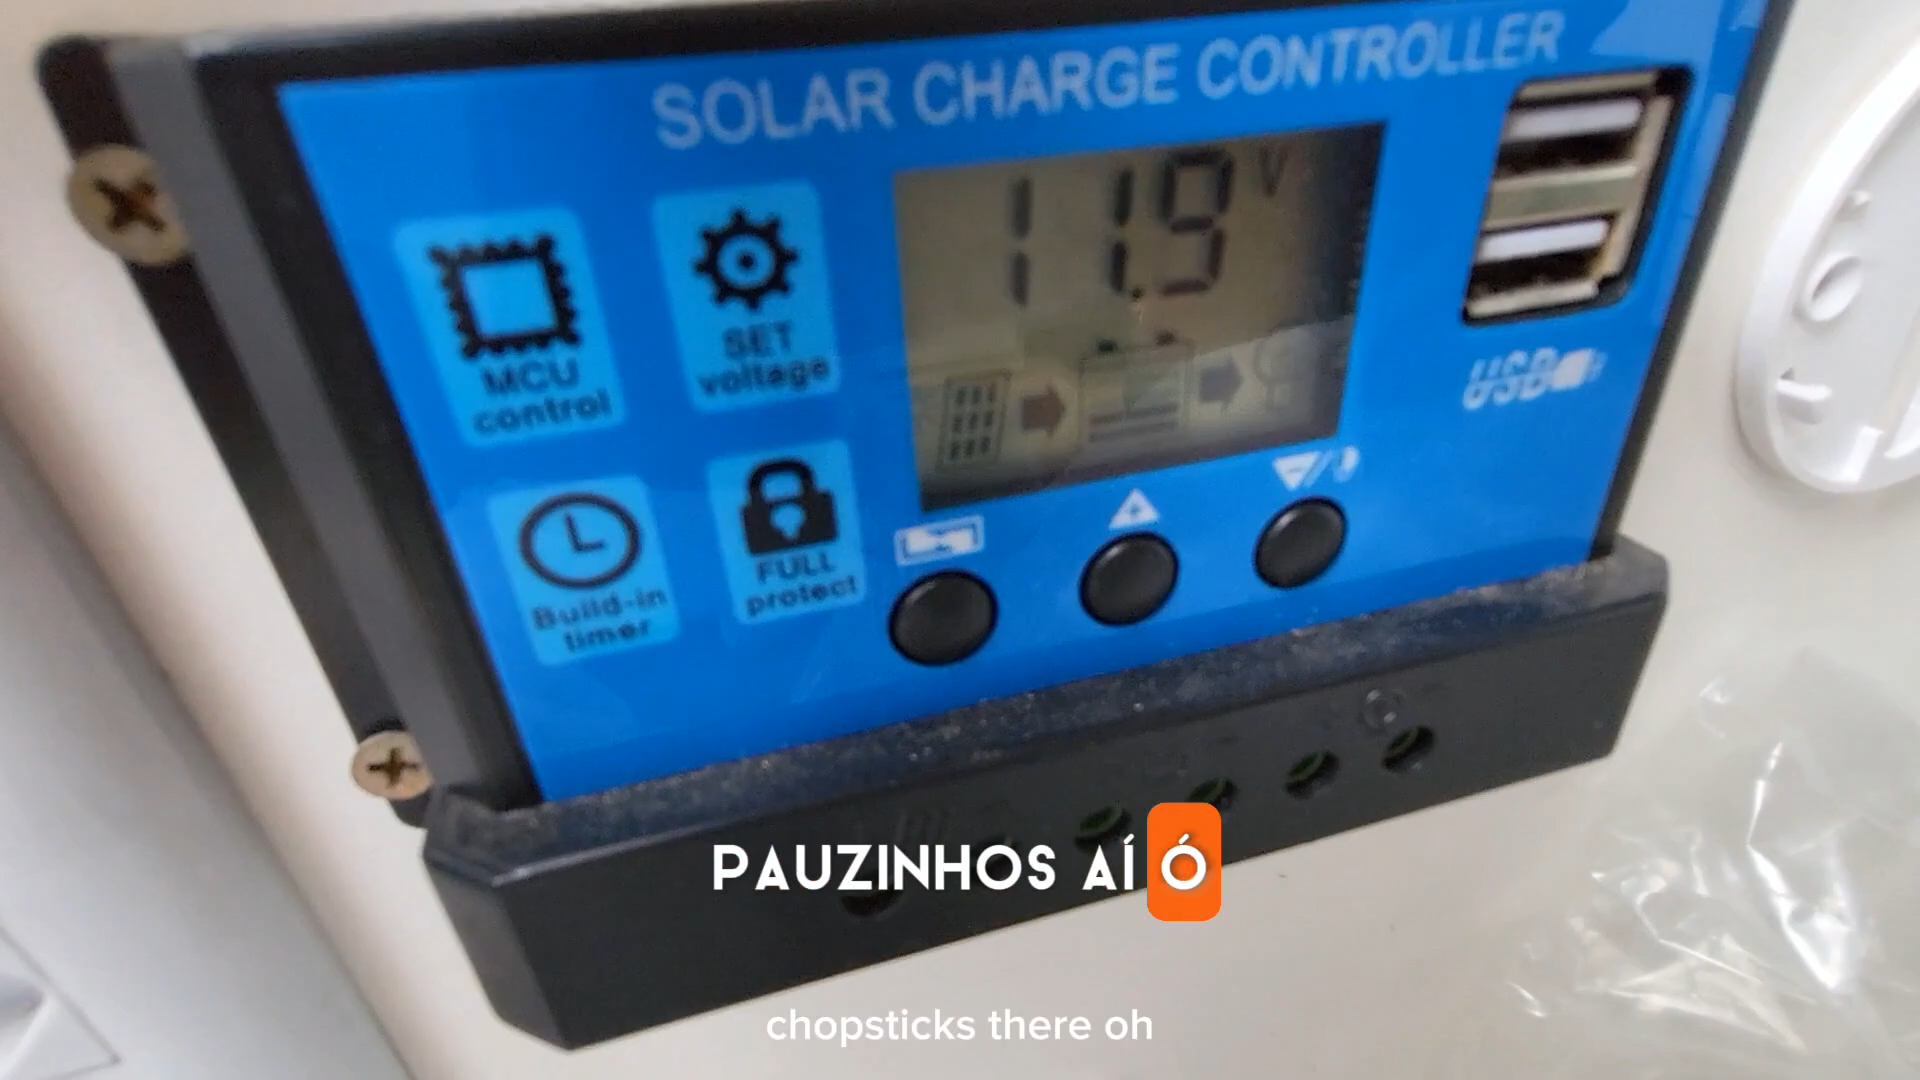 SOLAR CHARGE CONTROLLER
11.9 V
MCU
control
SET
voltage
Build-in
timer
FULL
protect
USB
PAUZINHOS AÍ Ó
chopsticks there oh